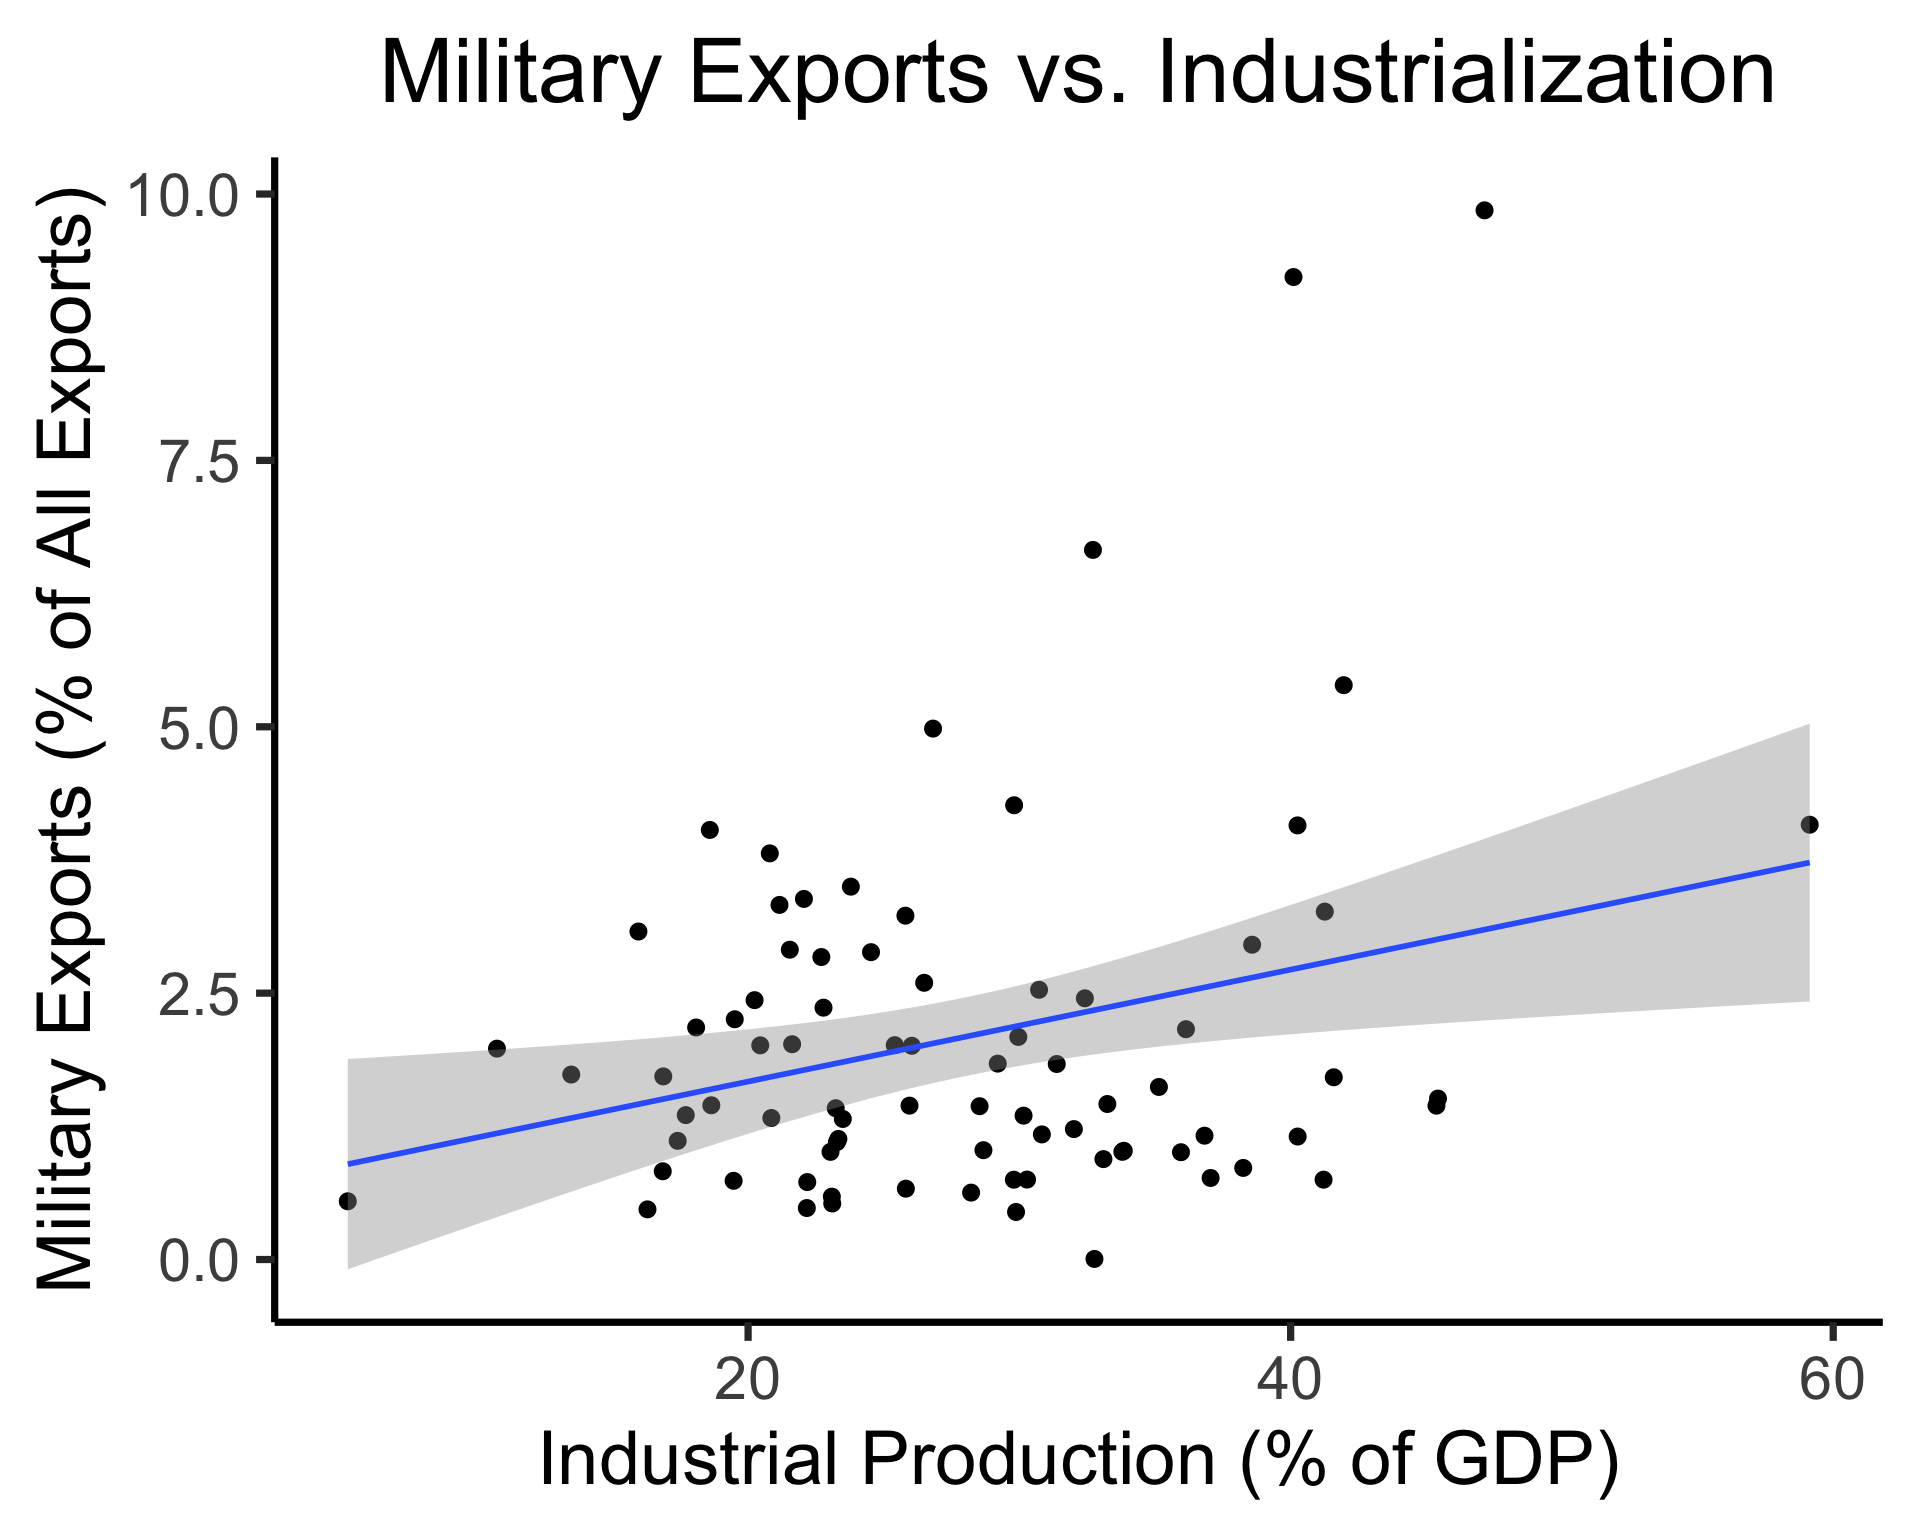 Military Exports vs. Industrialization
Military Exports (% of All Exports)
10.0
7.5
5.0
2.5
0.0
20 40 60
Industrial Production (% of GDP)